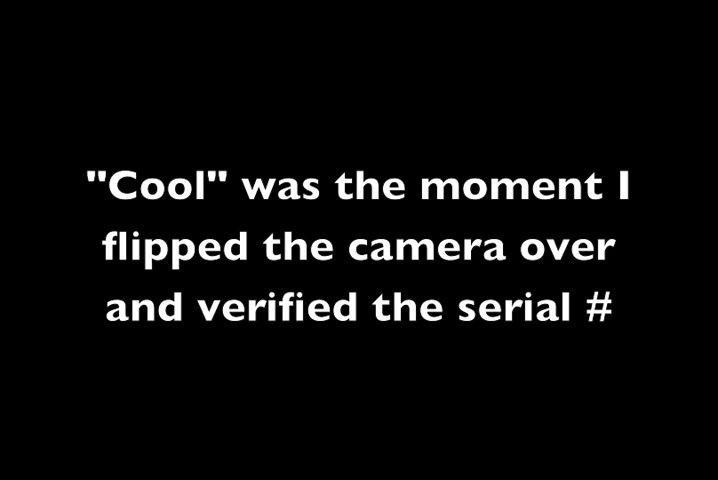 "Cool" was the moment I
flipped the camera over
and verified the serial #